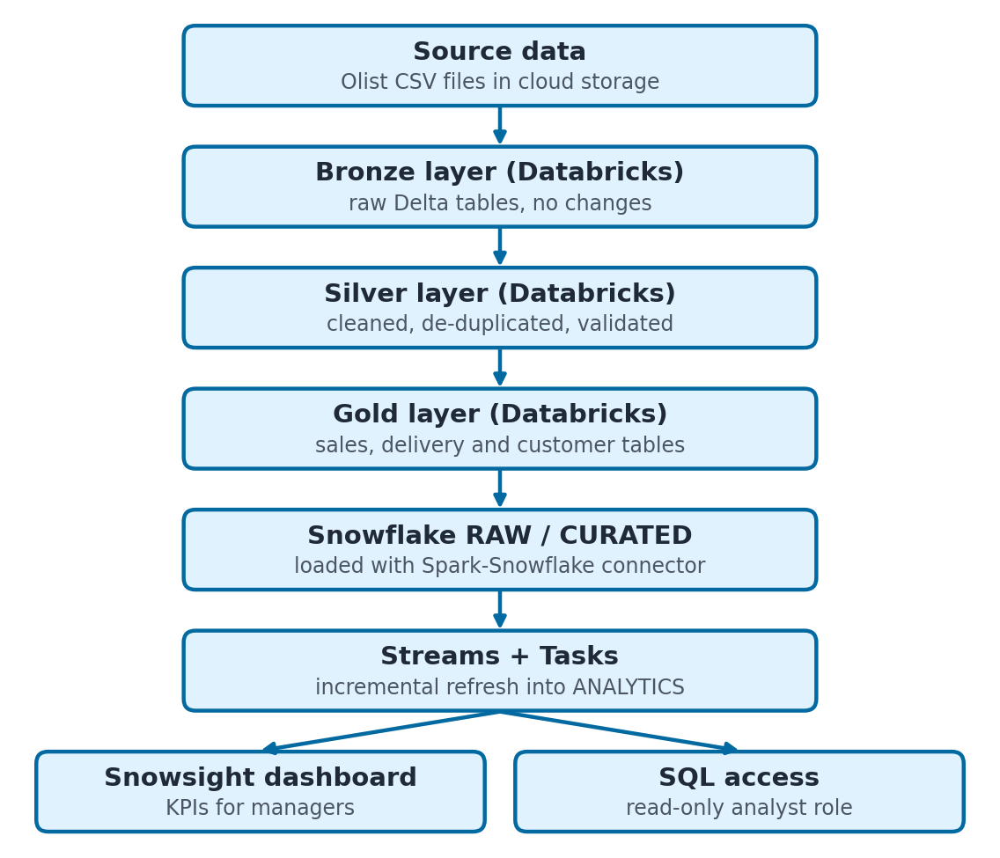 Source data
Olist CSV files in cloud storage
Bronze layer (Databricks)
raw Delta tables, no changes
Silver layer (Databricks)
cleaned, de-duplicated, validated
Gold layer (Databricks)
sales, delivery and customer tables
Snowflake RAW / CURATED
loaded with Spark-Snowflake connector
Streams + Tasks
incremental refresh into ANALYTICS
Snowsight dashboard
KPIs for managers
SQL access
read-only analyst role